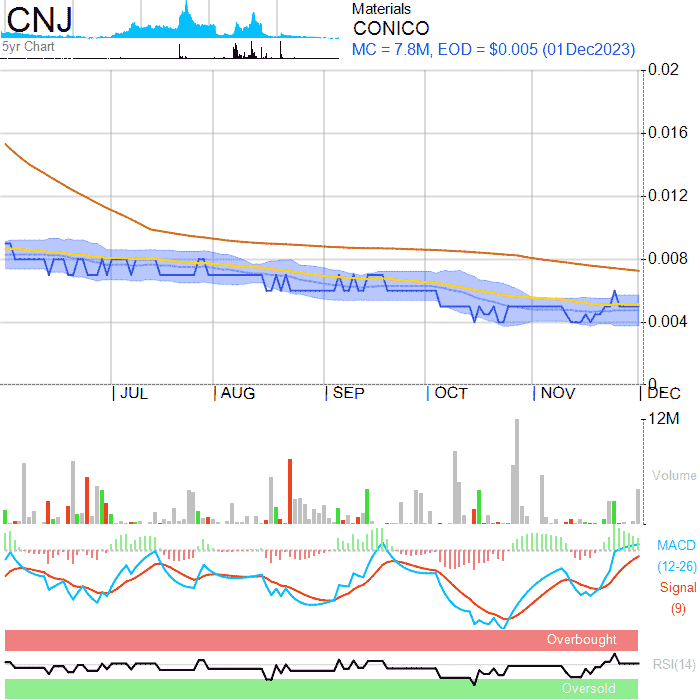 CNJ
5yr Chart
Materials
CONICO
MC = 7.8M, EOD = $0.005 (01Dec2023)
0.02
0.016
0.012
0.008
0.004
0
JUL AUG SEP OCT NOV DEC
12M
Volume
MACD
(12-26)
Signal
(9)
Overbought
RSI(14)
Oversold